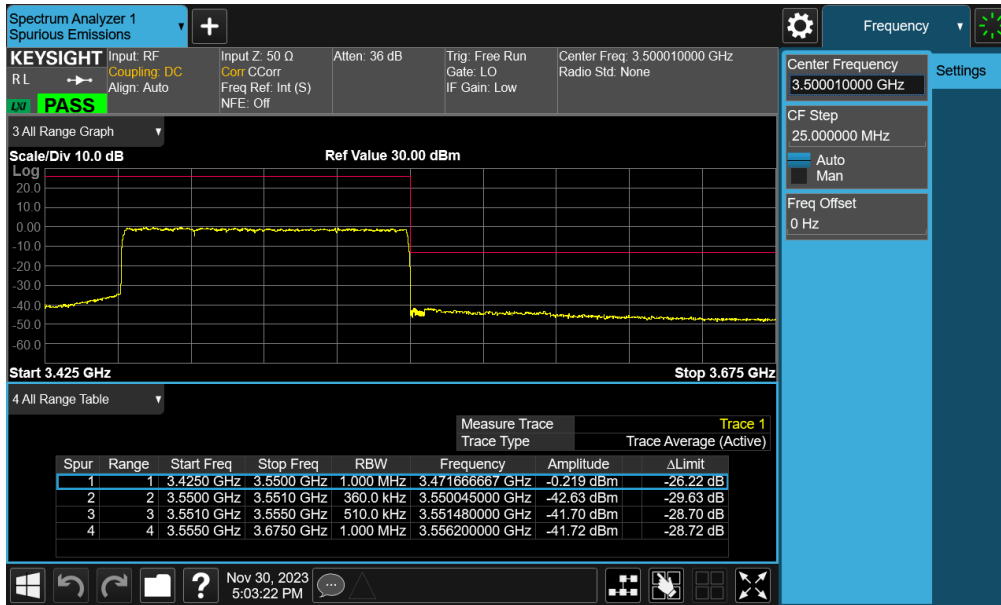 Spectrum Analyzer 1
Spurious Emissions
+
Frequency
KEYSIGHT
R L
LXI
PASS
Input: RF
Coupling: DC
Align: Auto
Input Z: 50 Ω
Corr CCorr
Freq Ref: Int (S)
NFE: Off
Atten: 36 dB
Trig: Free Run
Gate: LO
IF Gain: Low
Center Freq: 3.500010000 GHz
Radio Std: None
Center Frequency
3.500010000 GHz
Settings
CF Step
25.000000 MHz
Auto
Man
Freq Offset
0 Hz
3 All Range Graph
Scale/Div 10.0 dB
Ref Value 30.00 dBm
Log
20.0
10.0
0.00
-10.0
-20.0
-30.0
-40.0
-50.0
-60.0
Start 3.425 GHz
Stop 3.675 GHz
4 All Range Table
Measure Trace Trace 1
Trace Type Trace Average (Active)
Spur Range Start Freq Stop Freq RBW Frequency Amplitude ΔLimit
1 1 3.4250 GHz 3.5500 GHz 1.000 MHz 3.471666667 GHz -0.219 dBm -26.22 dB
2 2 3.5500 GHz 3.5510 GHz 360.0 kHz 3.550045000 GHz -42.63 dBm -29.63 dB
3 3 3.5510 GHz 3.5550 GHz 510.0 kHz 3.551480000 GHz -41.70 dBm -28.70 dB
4 4 3.5550 GHz 3.6750 GHz 1.000 MHz 3.556200000 GHz -41.72 dBm -28.72 dB
?
Nov 30, 2023
5:03:22 PM